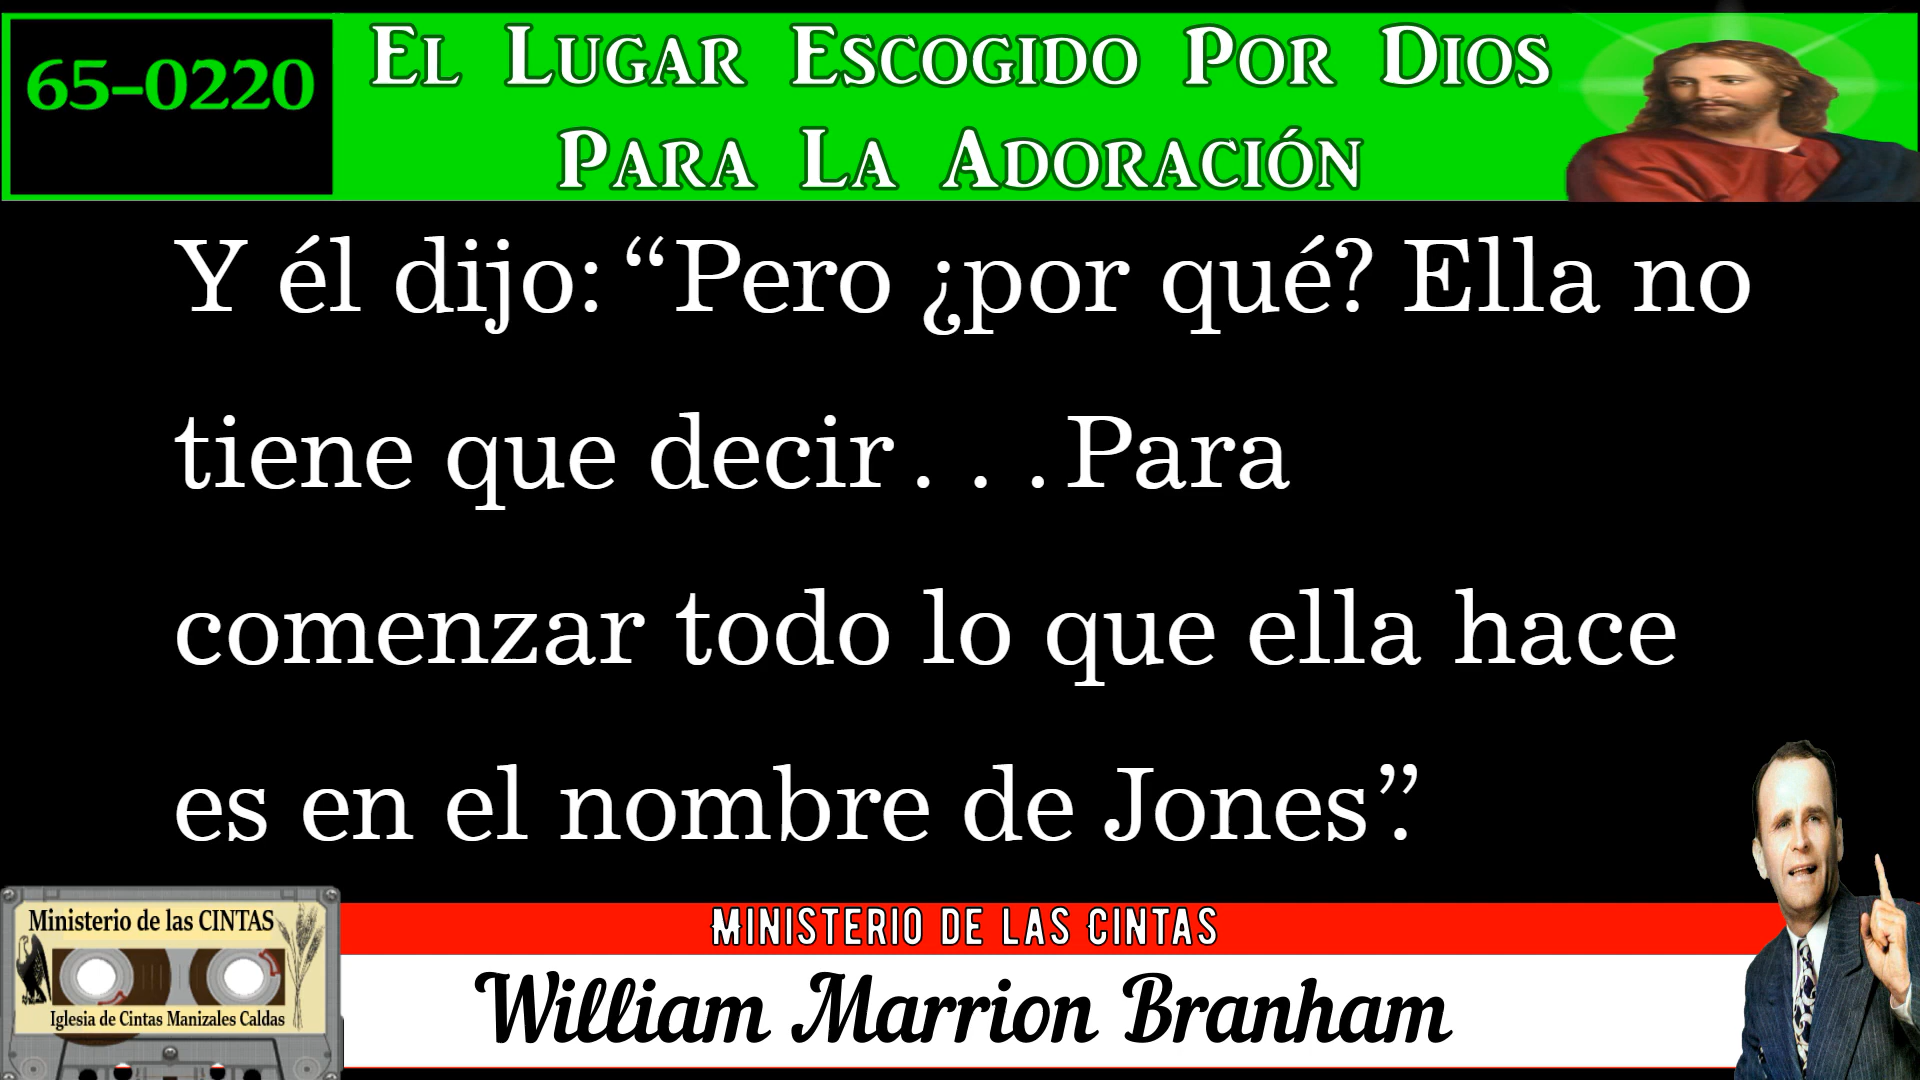 65-0220
El Lugar Escogido Por Dios
Para La Adoración
Y él dijo: “Pero ¿por qué? Ella no
tiene que decir. . .Para
comenzar todo lo que ella hace
es en el nombre de Jones”.
Ministerio de las CINTAS
Iglesia de Cintas Manizales Caldas
MINISTERIO DE LAS CINTAS
William Marrion Branham